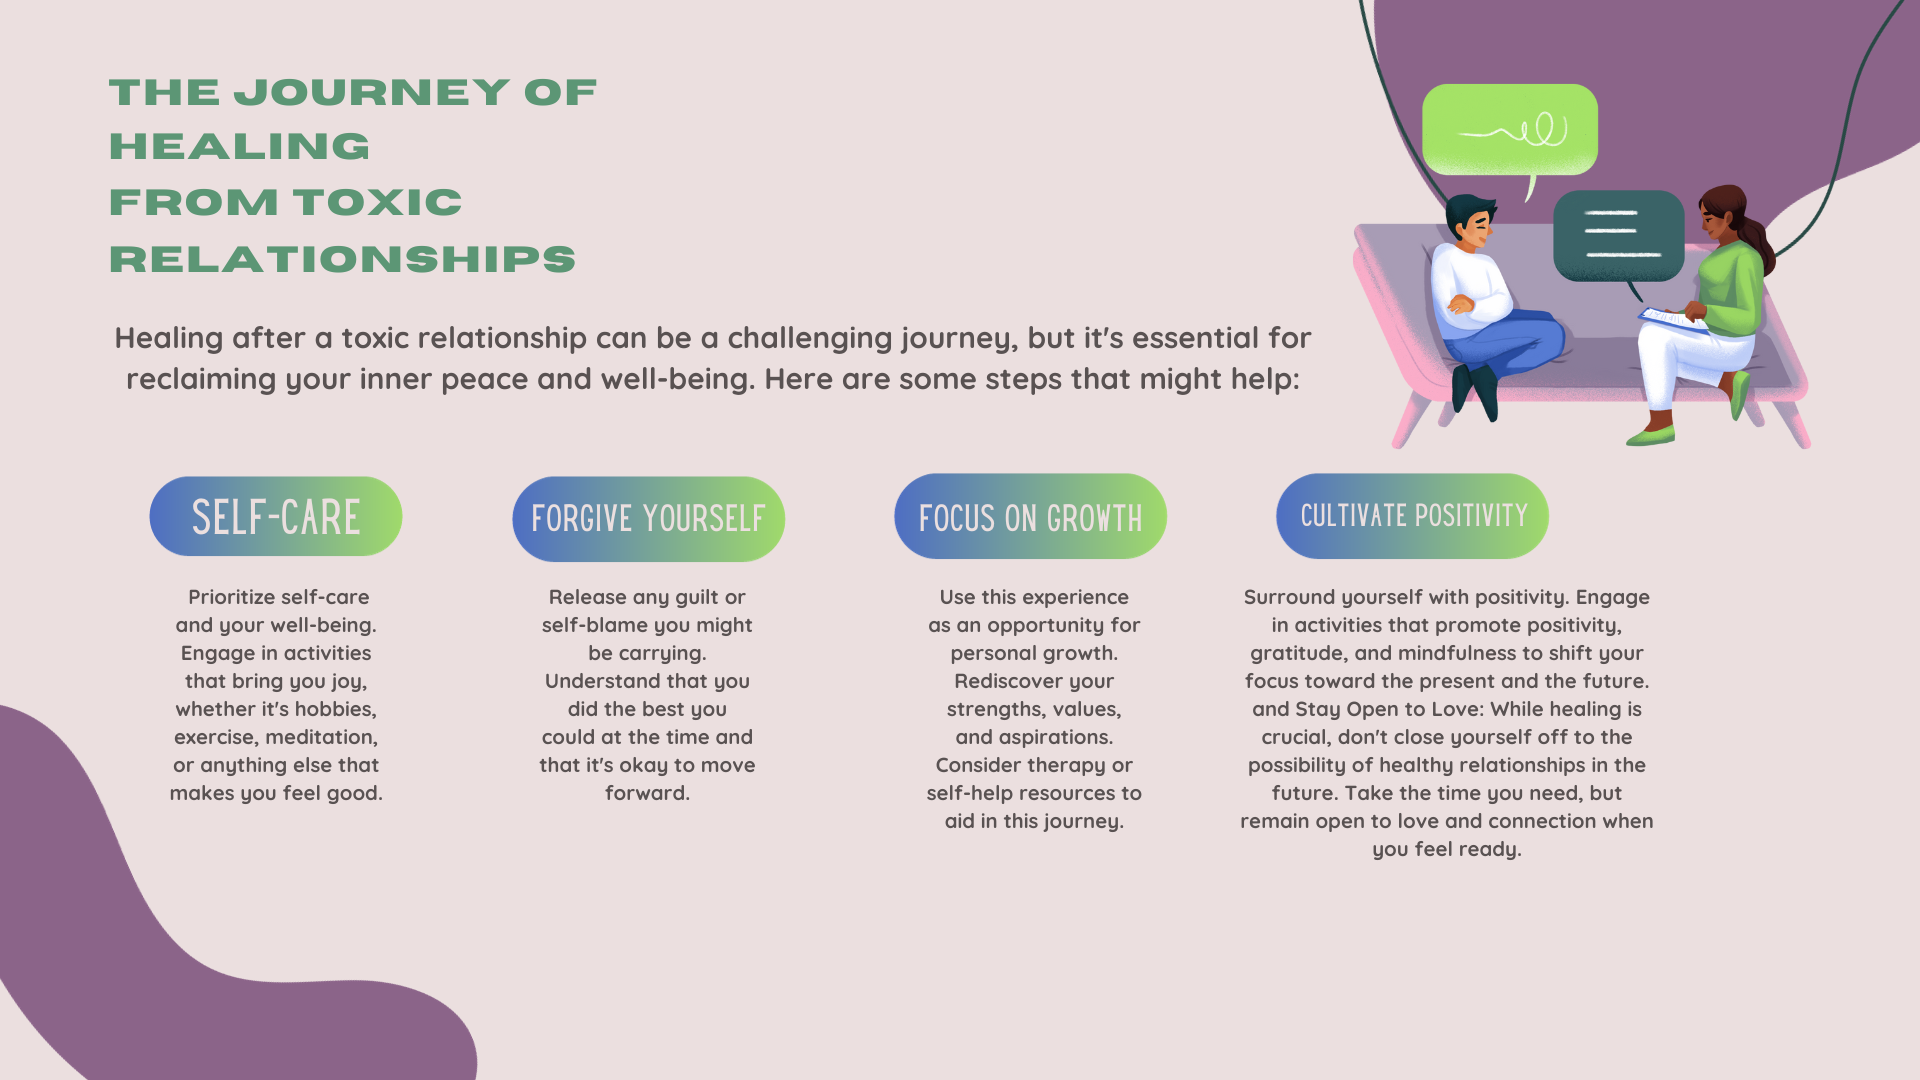 THE JOURNEY OF
HEALING
FROM TOXIC
RELATIONSHIPS
Healing after a toxic relationship can be a challenging journey, but it's essential for
reclaiming your inner peace and well-being. Here are some steps that might help:
SELF-CARE
Prioritize self-care
and your well-being.
Engage in activities
that bring you joy,
whether it's hobbies,
exercise, meditation,
or anything else that
makes you feel good.
FORGIVE YOURSELF
Release any guilt or
self-blame you might
be carrying.
Understand that you
did the best you
could at the time and
that it's okay to move
forward.
FOCUS ON GROWTH
Use this experience
as an opportunity for
personal growth.
Rediscover your
strengths, values,
and aspirations.
Consider therapy or
self-help resources to
aid in this journey.
CULTIVATE POSITIVITY
Surround yourself with positivity. Engage
in activities that promote positivity,
gratitude, and mindfulness to shift your
focus toward the present and the future.
and Stay Open to Love: While healing is
crucial, don't close yourself off to the
possibility of healthy relationships in the
future. Take the time you need, but
remain open to love and connection when
you feel ready.